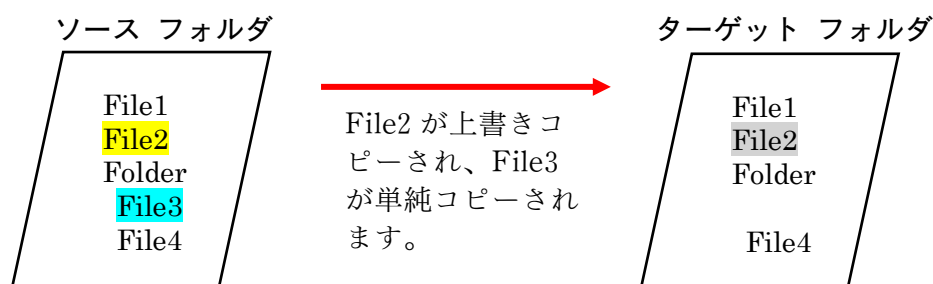 ソース フォルダ
File1
File2
Folder
File3
File4
File2 が上書きコ
ピーされ、File3
が単純コピーされ
ます。
ターゲット フォルダ
File1
File2
Folder
File4